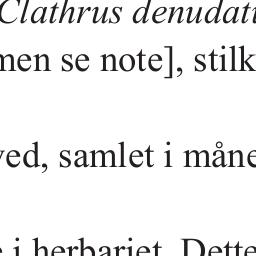 Clathrus denudat
men se note], stilk
ved, samlet i måne
e i herbariet. Dette